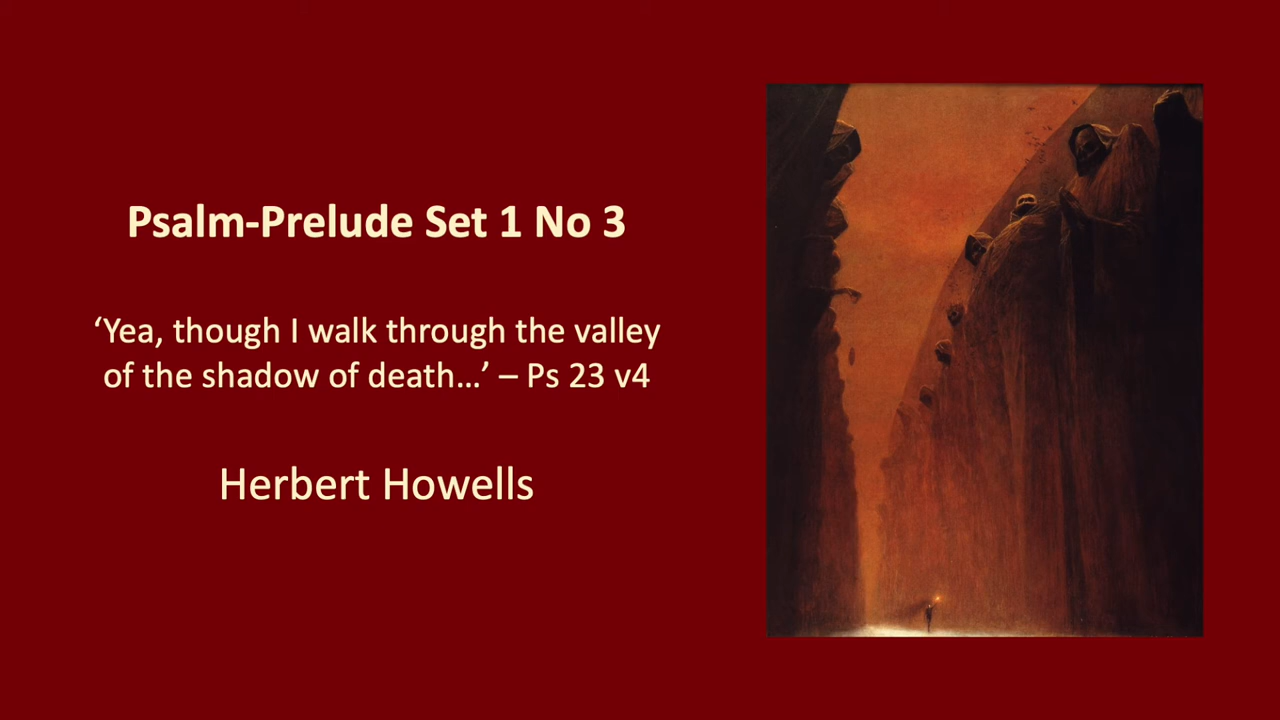 Psalm-Prelude Set 1 No 3
‘Yea, though I walk through the valley
of the shadow of death…’ – Ps 23 v4
Herbert Howells